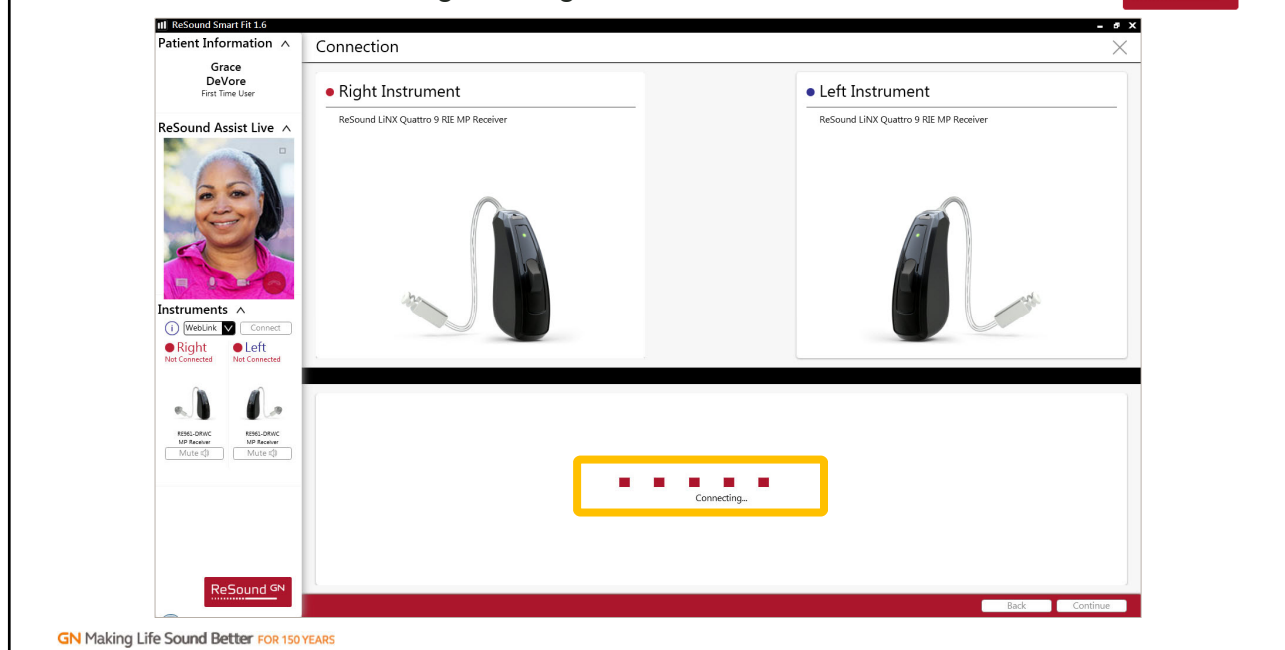 ReSound Smart Fit 1.6
Patient Information
Connection
Grace
DeVore
First Time User
Right Instrument
Left Instrument
ReSound LiNX Quattro 9 RIE MP Receiver
ReSound LiNX Quattro 9 RIE MP Receiver
ReSound Assist Live
Instruments
i WebLink Connect
Right Left
Not Connected Not Connected
RE961-DRWC RE961-DRWC
MP Receiver MP Receiver
Mute Mute
Connecting...
ReSound GN
Back Continue
GN Making Life Sound Better FOR 150 YEARS